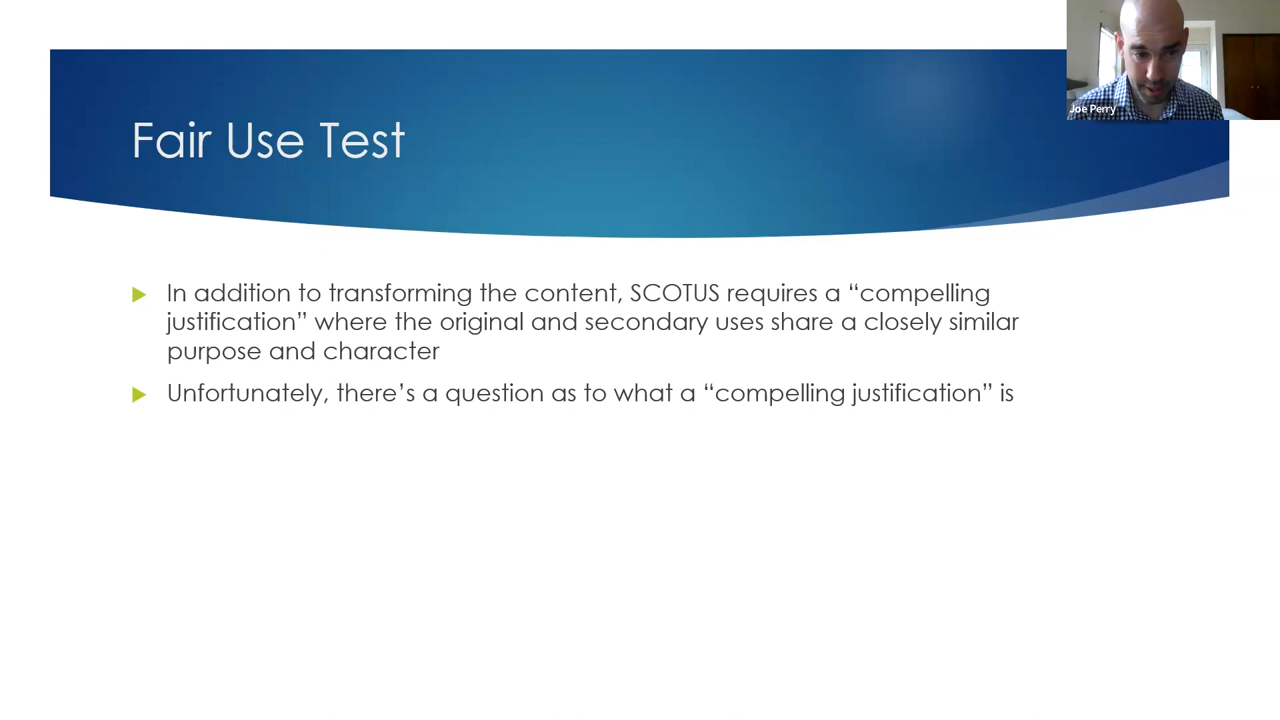 Joe Perry
Fair Use Test
In addition to transforming the content, SCOTUS requires a “compelling
justification” where the original and secondary uses share a closely similar
purpose and character
Unfortunately, there’s a question as to what a “compelling justification” is